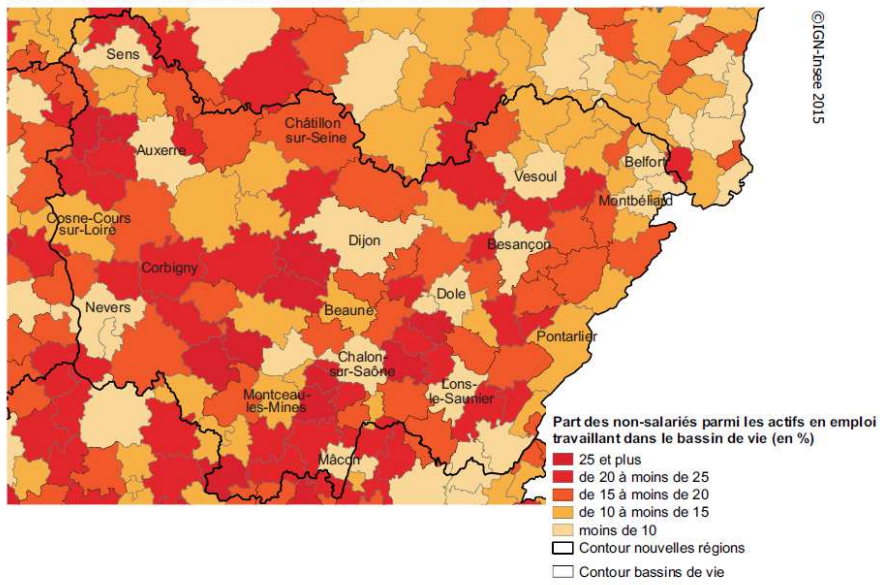 ©IGN-Insee 2015
Sens
Châtillon
sur-Seine
Auxerre
Belfort
Vesoul
Montbéliard
Cosne-Cours
sur-Loire
Dijon
Besançon
Corbigny
Dole
Nevers
Beaune
Pontarlier
Chalon-
sur-Saône
Lons-
le-Saunier
Montceau-
les-Mines
Mâcon
Part des non-salariés parmi les actifs en emploi
travaillant dans le bassin de vie (en %)
25 et plus
de 20 à moins de 25
de 15 à moins de 20
de 10 à moins de 15
moins de 10
Contour nouvelles régions
Contour bassins de vie